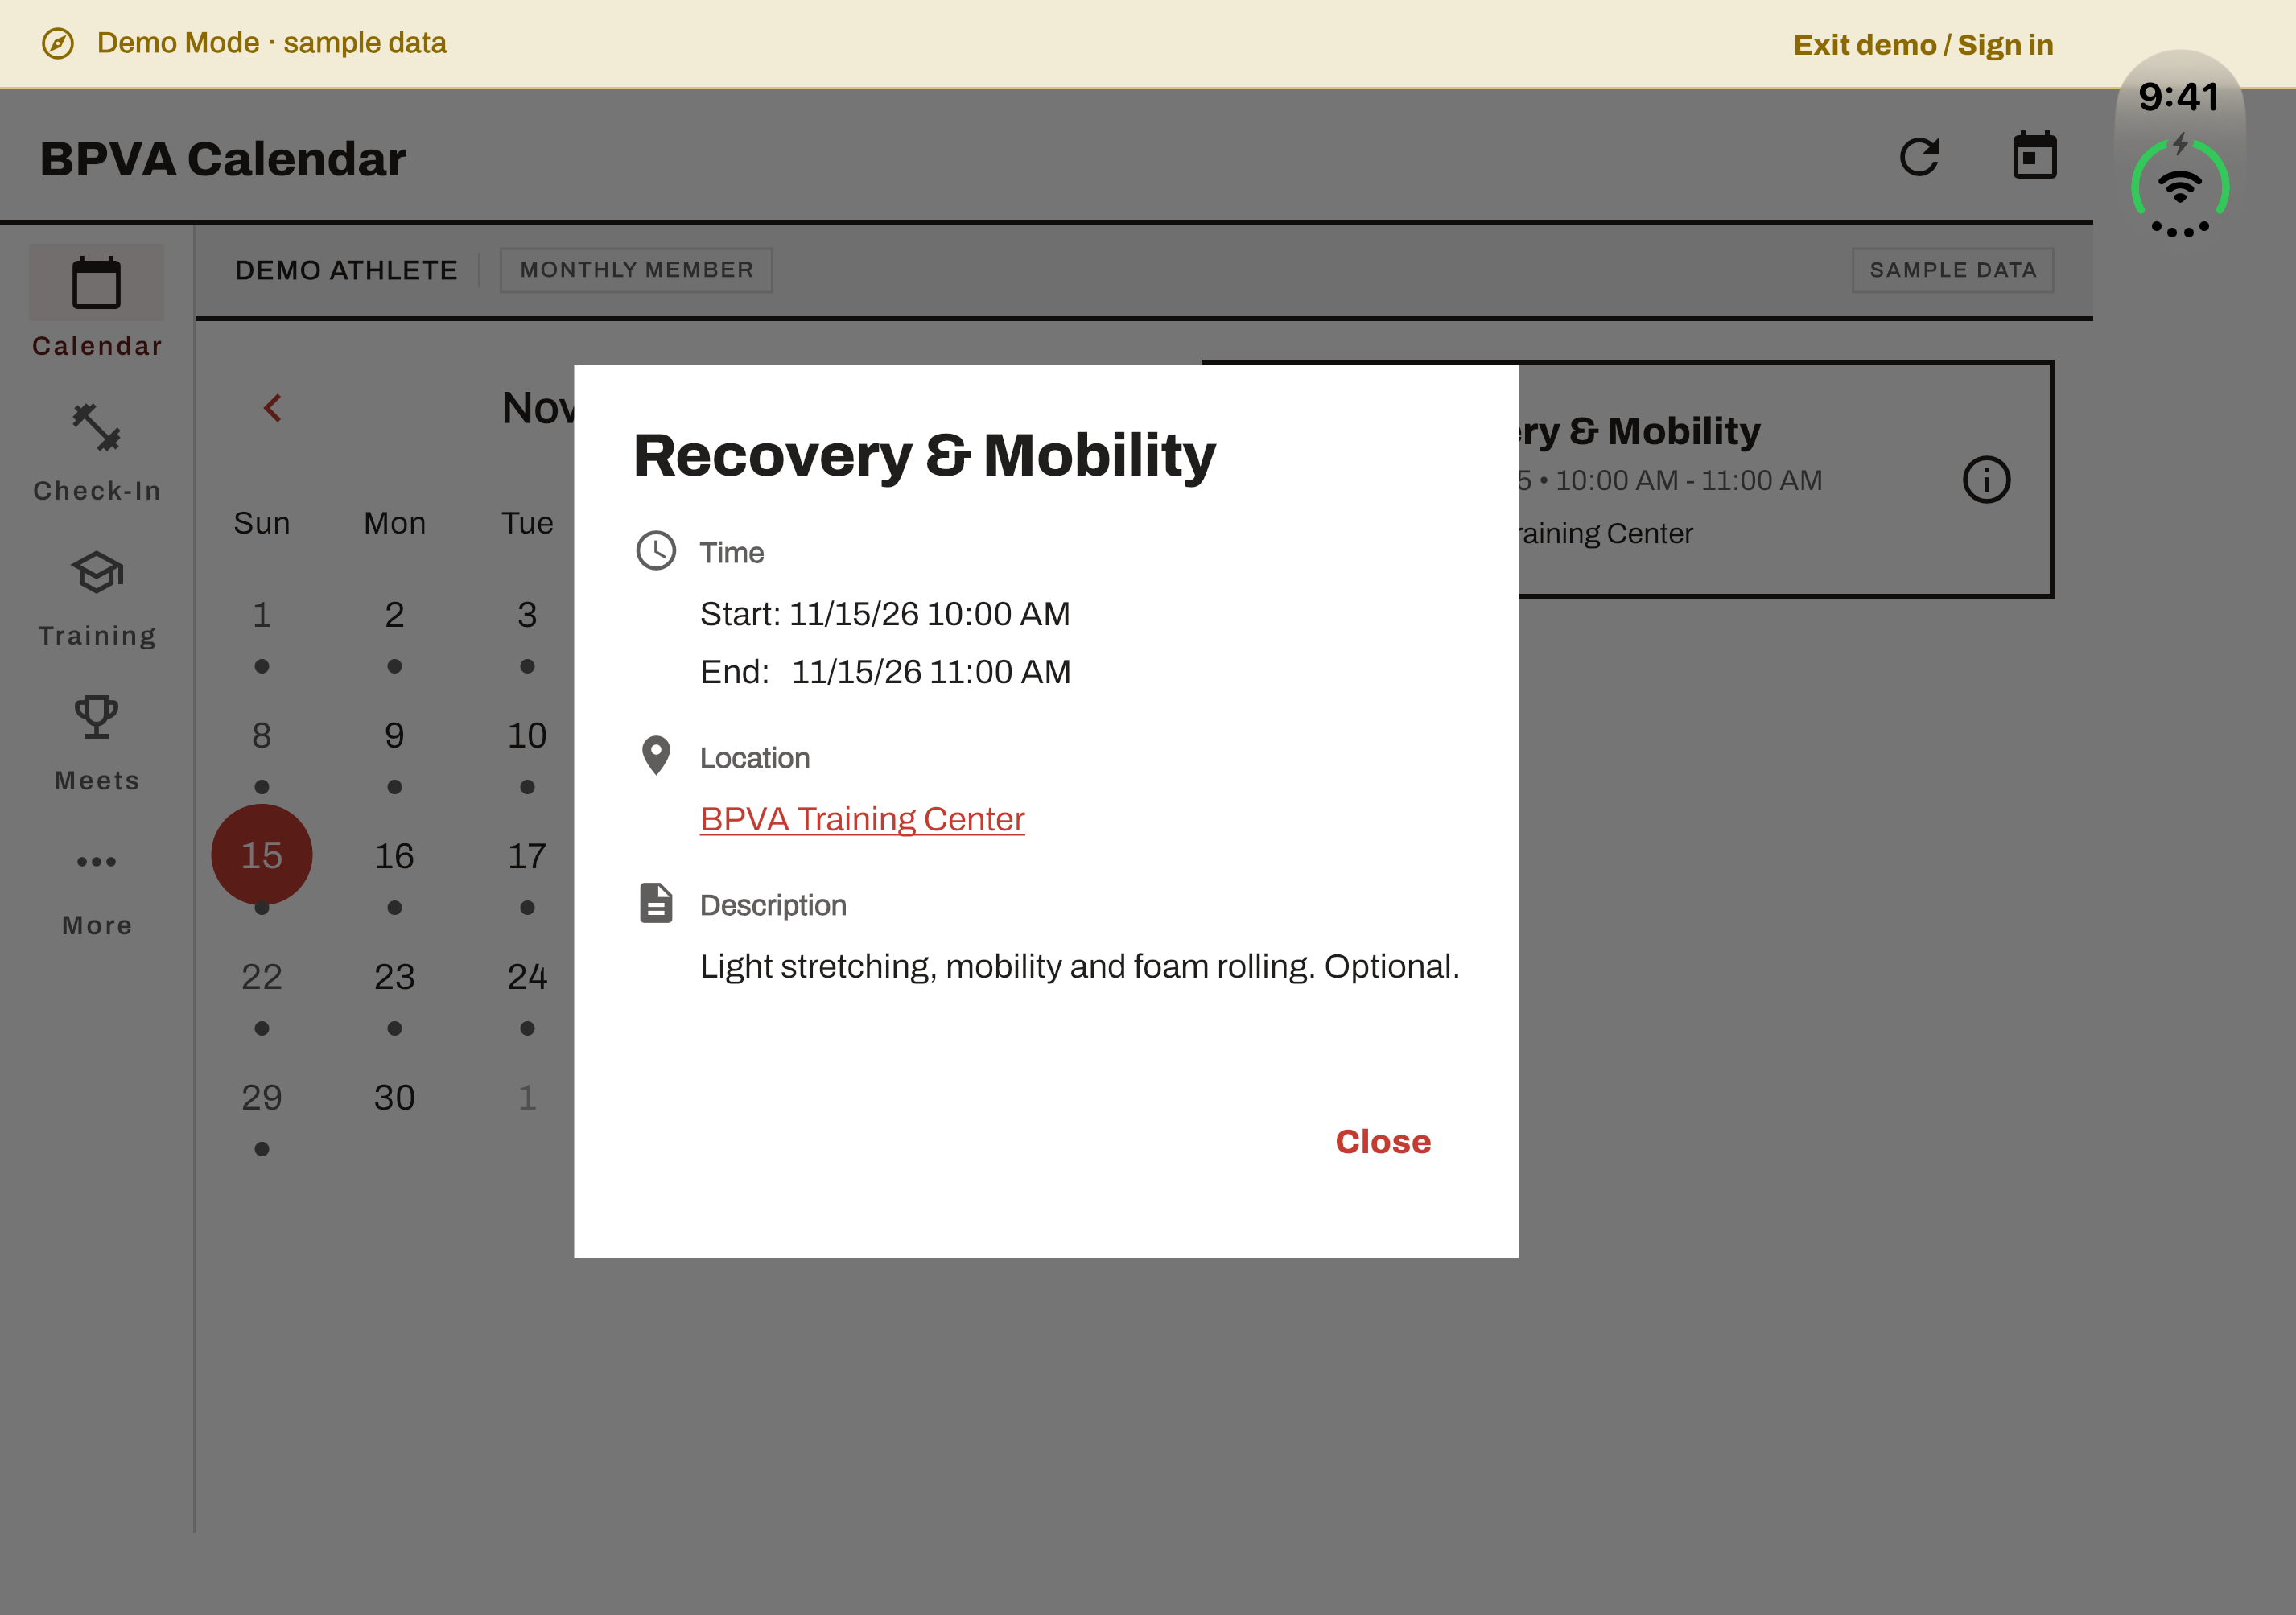 Demo Mode · sample data
Exit demo / Sign in
9:41
BPVA Calendar
Calendar
Check-In
Training
Meets
More
DEMO ATHLETE
MONTHLY MEMBER
SAMPLE DATA
Sun Mon Tue
1 2 3
8 9 10
15 16 17
22 23 24
29 30 1
& Mobility
• 10:00 AM - 11:00 AM
Center
Recovery & Mobility
Time
Start: 11/15/26 10:00 AM
End: 11/15/26 11:00 AM
Location
BPVA Training Center
Description
Light stretching, mobility and foam rolling. Optional.
Close